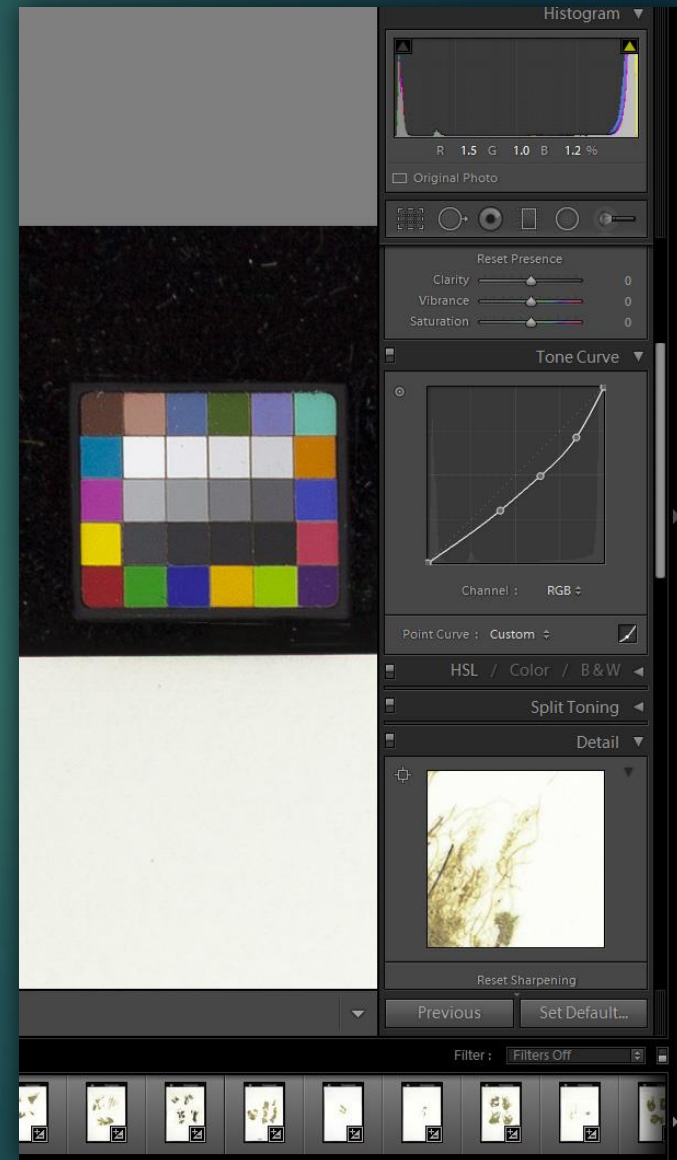 Histogram
R 1.5 G 1.0 B 1.2 %
Original Photo
Reset Presence
Clarity 0
Vibrance 0
Saturation 0
Tone Curve
Channel : RGB
Point Curve : Custom
HSL / Color / B & W
Split Toning
Detail
Reset Sharpening
Previous Set Default...
Filter : Filters Off